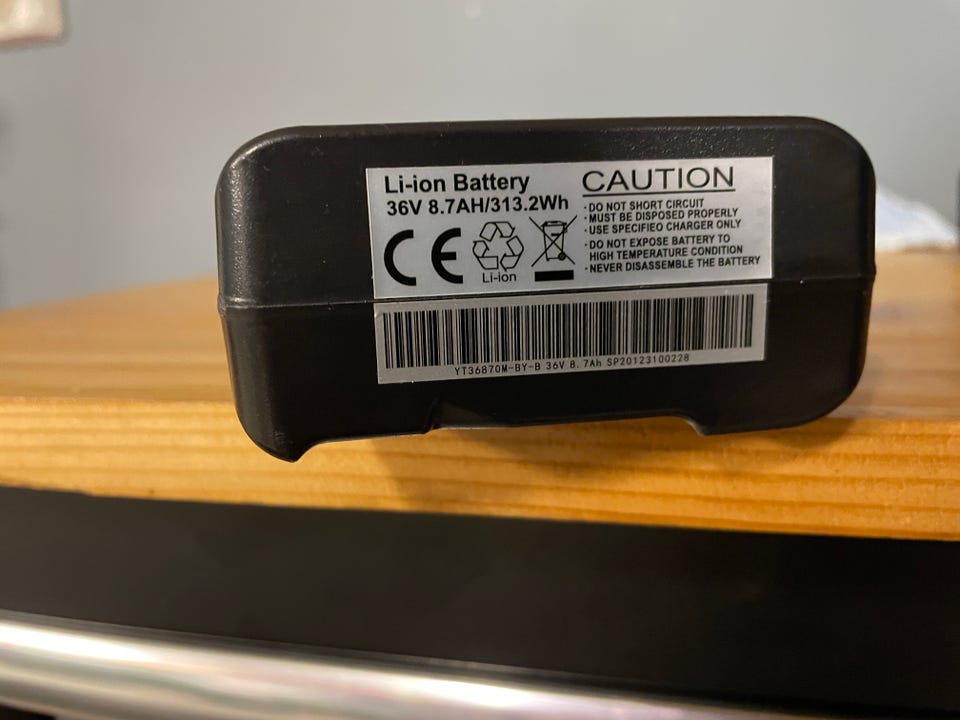 Li-ion Battery
36V 8.7AH/313.2Wh
CE
Li-ion
CAUTION
· DO NOT SHORT CIRCUIT
· MUST BE DISPOSED PROPERLY
· USE SPECIFIEO CHARGER ONLY
· DO NOT EXPOSE BATTERY TO
HIGH TEMPERATURE CONDITION
· NEVER DISASSEMBLE THE BATTERY
YT36870M-BY-B 36V 8.7Ah SP20123100228